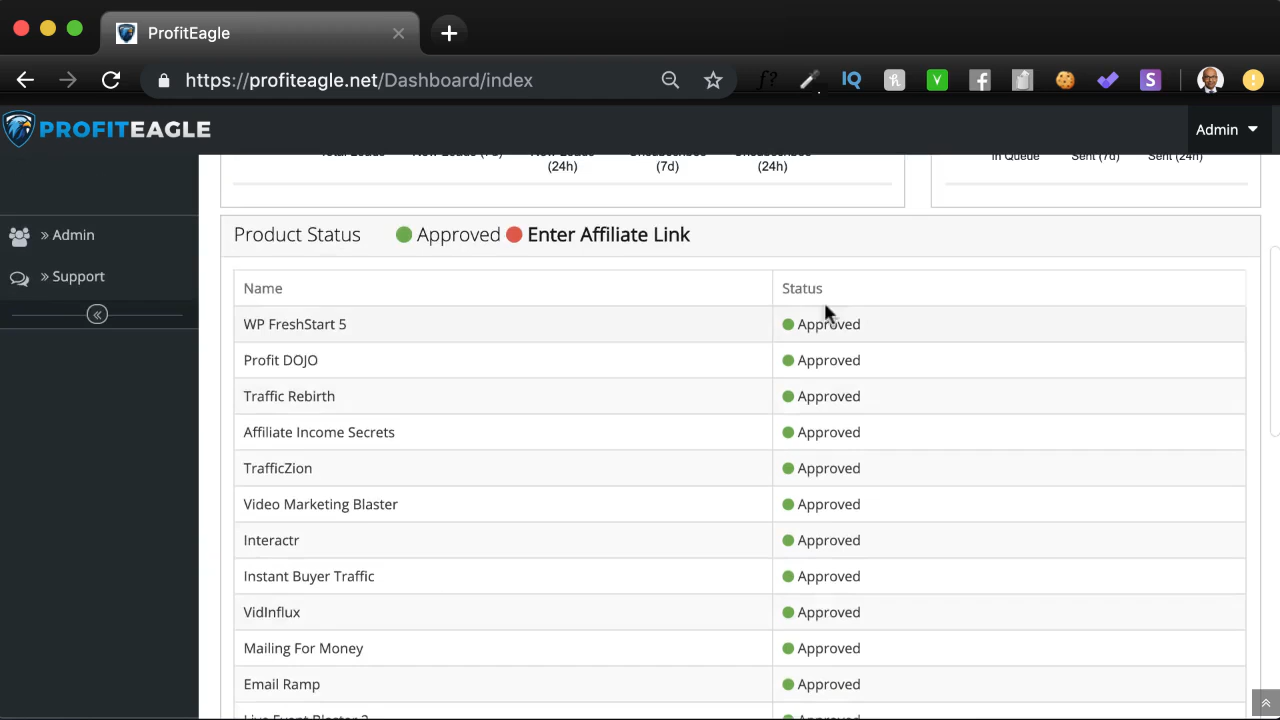 ProfitEagle
https://profiteagle.net/Dashboard/index
PROFITEAGLE
Admin
(24h) (7d) (24h)
In Queue Sent (7d) Sent (24h)
» Admin
» Support
Product Status Approved Enter Affiliate Link
Name Status
WP FreshStart 5 Approved
Profit DOJO Approved
Traffic Rebirth Approved
Affiliate Income Secrets Approved
TrafficZion Approved
Video Marketing Blaster Approved
Interactr Approved
Instant Buyer Traffic Approved
VidInflux Approved
Mailing For Money Approved
Email Ramp Approved